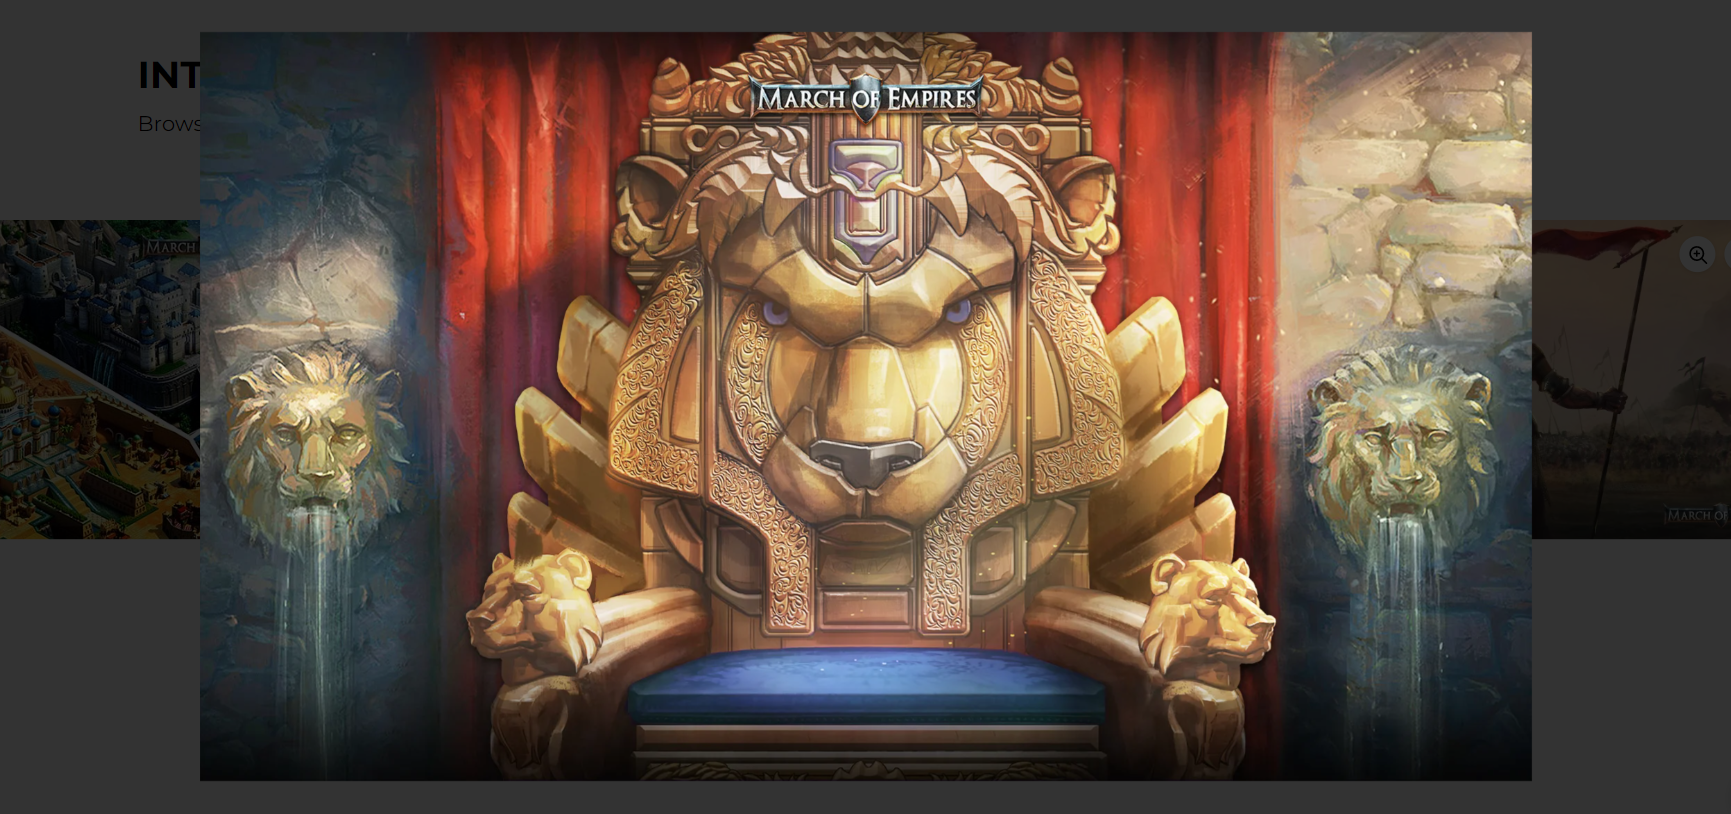 INT
Brows
MARCH OF EMPIRES
MARCH
MARCH OF